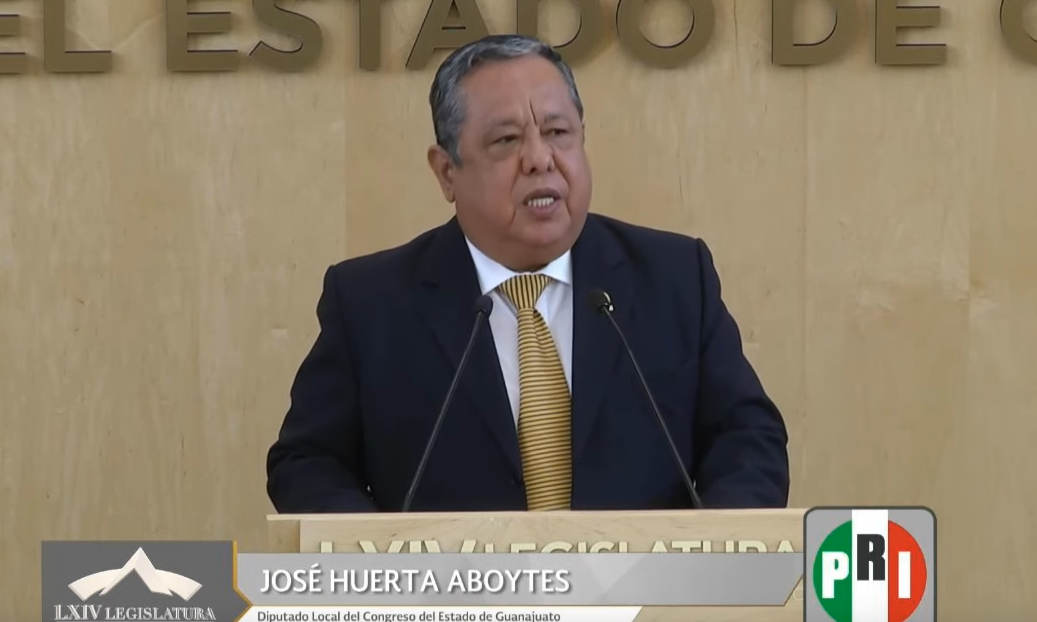 EL ESTADO DE
LXIV LEGISLATURA
LXIV LEGISLATURA
JOSÉ HUERTA ABOYTES
Diputado Local del Congreso del Estado de Guanajuato
PRI